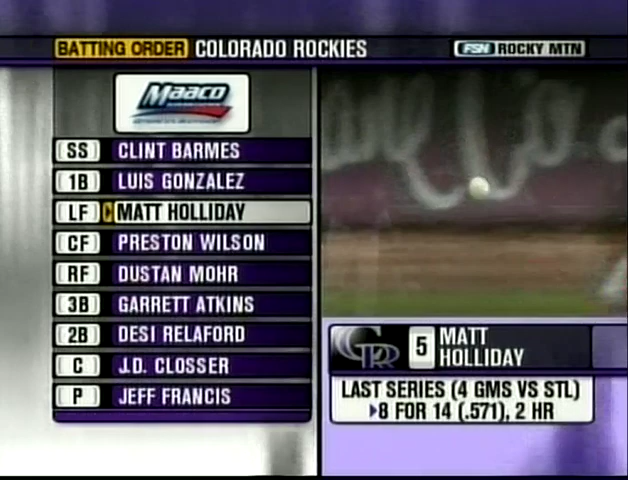 BATTING ORDER COLORADO ROCKIES
FSN ROCKY MTN
Maaco
SS CLINT BARMES
1B LUIS GONZALEZ
LF MATT HOLLIDAY
CF PRESTON WILSON
RF DUSTAN MOHR
3B GARRETT ATKINS
2B DESI RELAFORD
C J.D. CLOSSER
P JEFF FRANCIS
CR
5 MATT
HOLLIDAY
LAST SERIES (4 GMS VS STL)
8 FOR 14 (.571), 2 HR